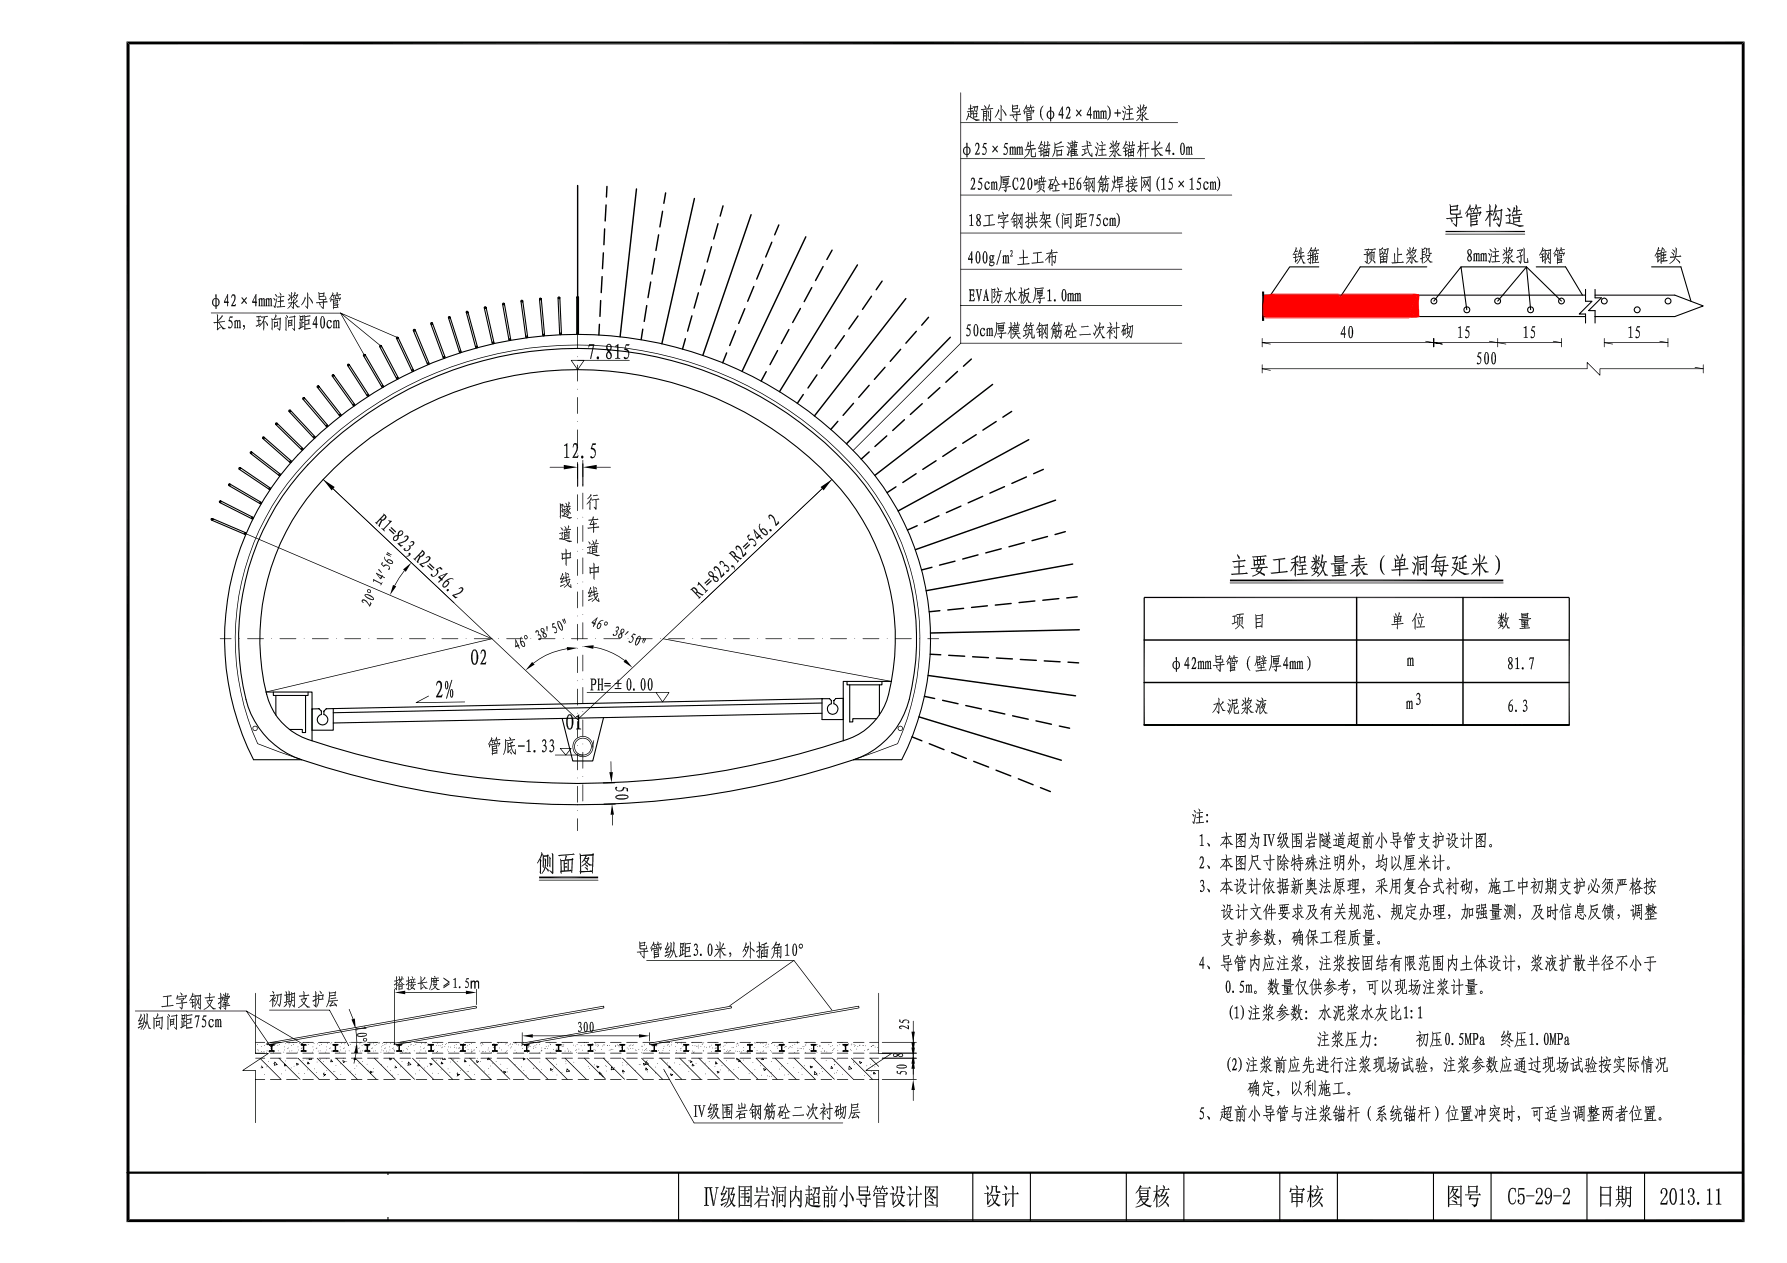 超前小导管(ф42×4mm)+注浆
ф25×5mm先锚后灌式注浆锚杆长4.0m
25cm厚C20喷砼+E6钢筋焊接网(15×15cm)
18工字钢拱架(间距75cm)
400g/m²土工布
EVA防水板厚1.0mm
50cm厚模筑钢筋砼二次衬砌
ф42×4mm注浆小导管
长5m，环向间距40cm
7.815
12.5
隧道中线
行车道中线
R1=823,R2=546.2
R1=823,R2=546.2
20° 14'56"
46° 38'50"
46° 38'50"
O2
2%
PH=±0.00
O1
管底-1.33
50
侧面图
导管构造
铁箍
预留止浆段
8mm注浆孔
钢管
锥头
40
15
15
15
500
主要工程数量表（单洞每延米）
项 目 单 位 数 量
ф42mm导管（壁厚4mm） m 81.7
水泥浆液 m³ 6.3
导管纵距3.0米，外插角10°
搭接长度≥1.5m
工字钢支撑
纵向间距75cm
初期支护层
10°
300
25
8
50
Ⅳ级围岩钢筋砼二次衬砌层
注:
1、本图为Ⅳ级围岩隧道超前小导管支护设计图。
2、本图尺寸除特殊注明外，均以厘米计。
3、本设计依据新奥法原理，采用复合式衬砌，施工中初期支护必须严格按
设计文件要求及有关规范、规定办理，加强量测，及时信息反馈，调整
支护参数，确保工程质量。
4、导管内应注浆，注浆按固结有限范围内土体设计，浆液扩散半径不小于
0.5m。数量仅供参考，可以现场注浆计量。
(1)注浆参数: 水泥浆水灰比1:1
注浆压力: 初压0.5MPa 终压1.0MPa
(2)注浆前应先进行注浆现场试验，注浆参数应通过现场试验按实际情况
确定，以利施工。
5、超前小导管与注浆锚杆（系统锚杆）位置冲突时，可适当调整两者位置。
Ⅳ级围岩洞内超前小导管设计图 设计 复核 审核 图号 C5-29-2 日期 2013.11